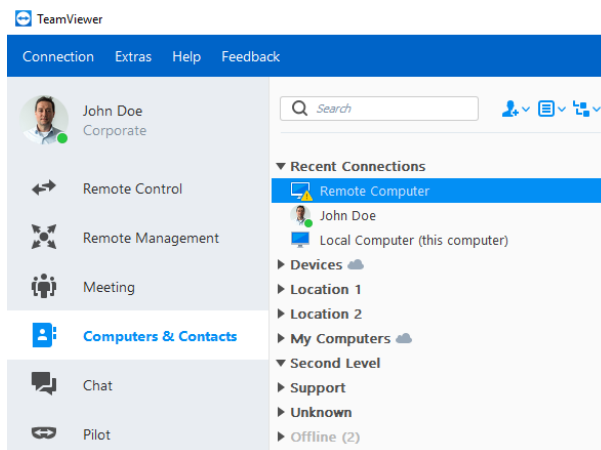 TeamViewer
Connection Extras Help Feedback
John Doe
Corporate
Remote Control
Remote Management
Meeting
Computers & Contacts
Chat
Pilot
Search
Recent Connections
Remote Computer
John Doe
Local Computer (this computer)
Devices
Location 1
Location 2
My Computers
Second Level
Support
Unknown
Offline (2)